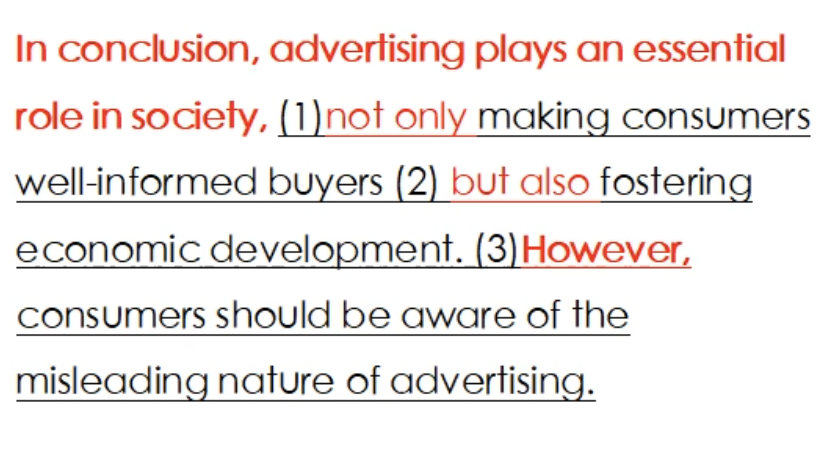 In conclusion, advertising plays an essential
role in society, (1)not only making consumers
well-informed buyers (2) but also fostering
economic development. (3)However,
consumers should be aware of the
misleading nature of advertising.